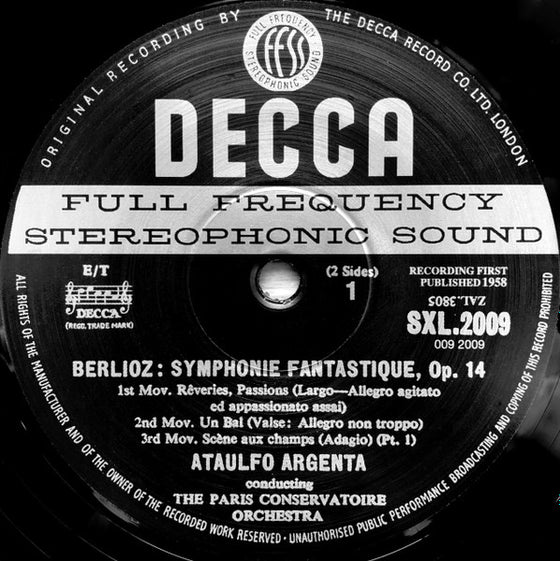 ORIGINAL RECORDING BY
THE DECCA RECORD CO. LTD. LONDON
FULL FREQUENCY
ffss
STEREOPHONIC SOUND
DECCA
FULL FREQUENCY
STEREOPHONIC SOUND
E/T
DECCA
(REGD. TRADE MARK)
(2 Sides)
1
RECORDING FIRST
PUBLISHED 1958
ZAL.3805
SXL.2009
009 2009
BERLIOZ: SYMPHONIE FANTASTIQUE, Op. 14
1st Mov. Rêveries, Passions (Largo—Allegro agitato
ed appassionato assai)
2nd Mov. Un Bal (Valse: Allegro non troppo)
3rd Mov. Scène aux champs (Adagio) (Pt. 1)
ATAULFO ARGENTA
conducting
THE PARIS CONSERVATOIRE
ORCHESTRA
ALL RIGHTS OF THE MANUFACTURER AND OF THE OWNER OF THE RECORDED WORK RESERVED · UNAUTHORISED PUBLIC PERFORMANCE BROADCASTING AND COPYING OF THIS RECORD PROHIBITED